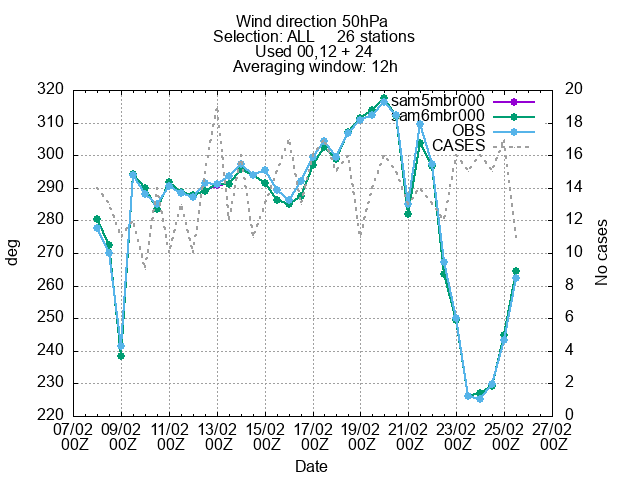 Wind direction 50hPa
Selection: ALL 26 stations
Used 00,12 + 24
Averaging window: 12h
sam5mbr000
sam6mbr000
OBS
CASES
320
310
300
290
280
270
260
250
240
230
220
deg
20
18
16
14
12
10
8
6
4
2
0
No cases
07/02 09/02 11/02 13/02 15/02 17/02 19/02 21/02 23/02 25/02 27/02
00Z 00Z 00Z 00Z 00Z 00Z 00Z 00Z 00Z 00Z 00Z
Date